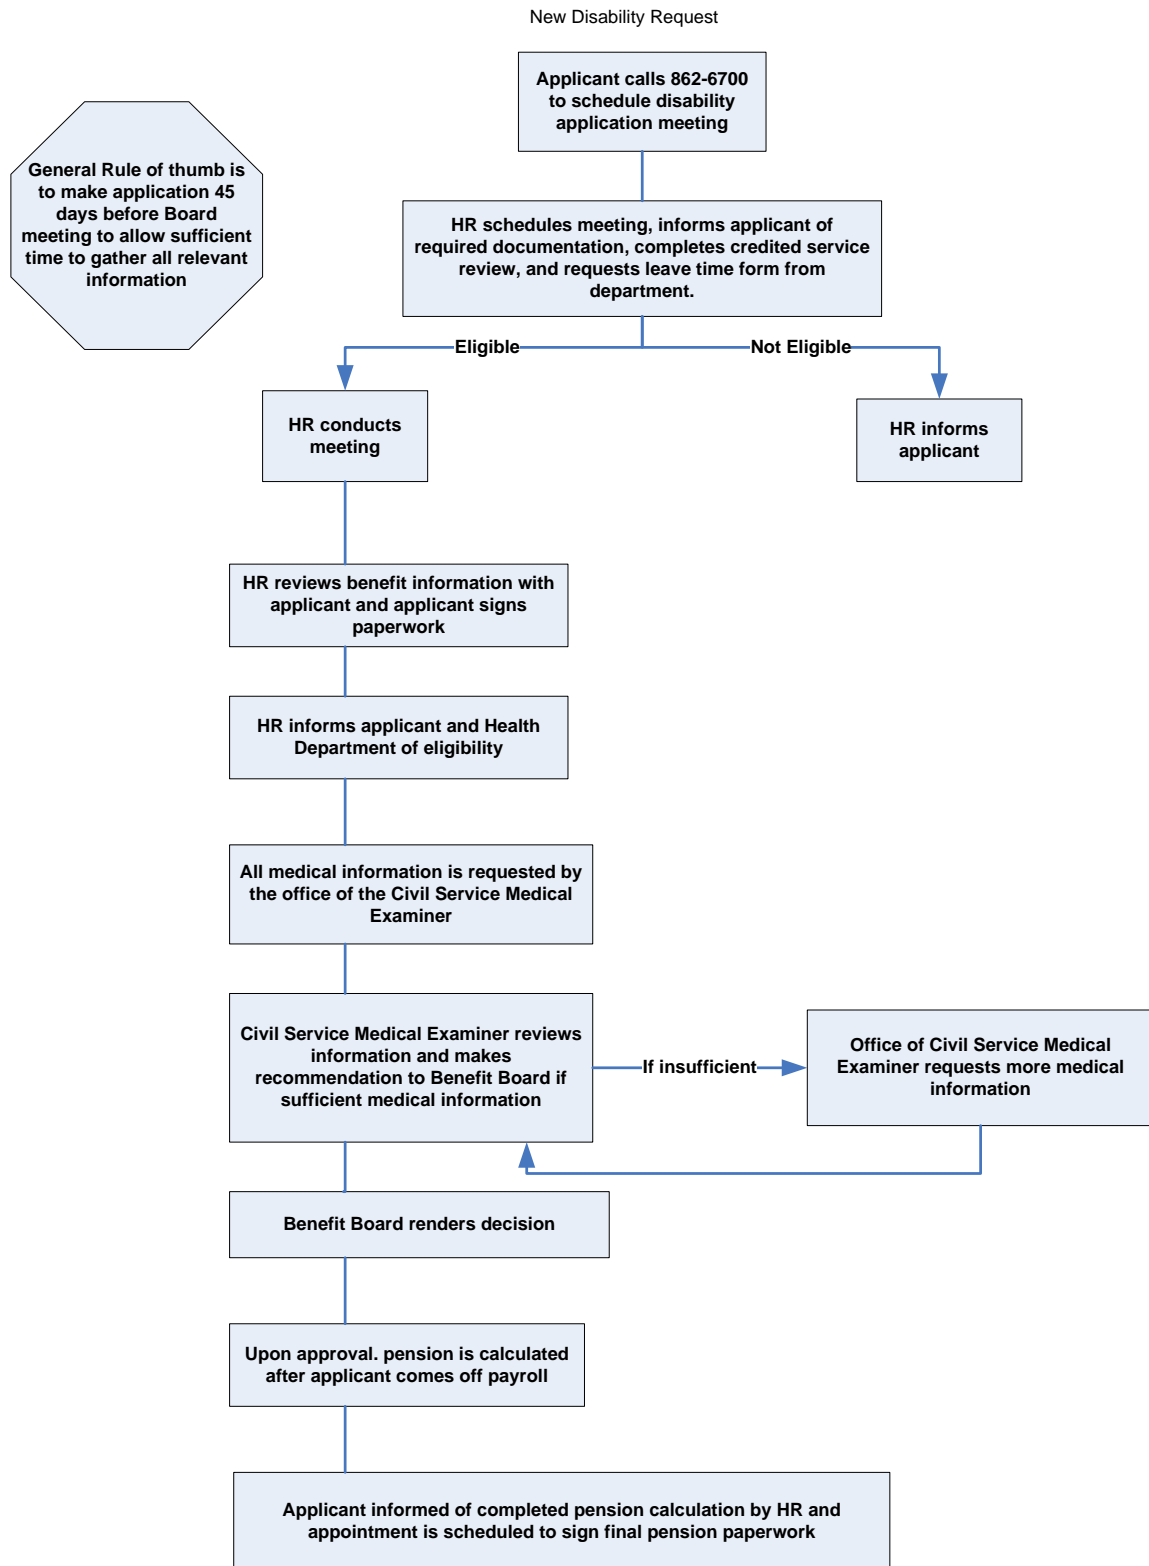 New Disability Request
Applicant calls 862-6700
to schedule disability
application meeting
General Rule of thumb is
to make application 45
days before Board
meeting to allow sufficient
time to gather all relevant
information
HR schedules meeting, informs applicant of
required documentation, completes credited service
review, and requests leave time form from
department.
Eligible
Not Eligible
HR conducts
meeting
HR informs
applicant
HR reviews benefit information with
applicant and applicant signs
paperwork
HR informs applicant and Health
Department of eligibility
All medical information is requested by
the office of the Civil Service Medical
Examiner
Civil Service Medical Examiner reviews
information and makes
recommendation to Benefit Board if
sufficient medical information
If insufficient
Office of Civil Service Medical
Examiner requests more medical
information
Benefit Board renders decision
Upon approval. pension is calculated
after applicant comes off payroll
Applicant informed of completed pension calculation by HR and
appointment is scheduled to sign final pension paperwork